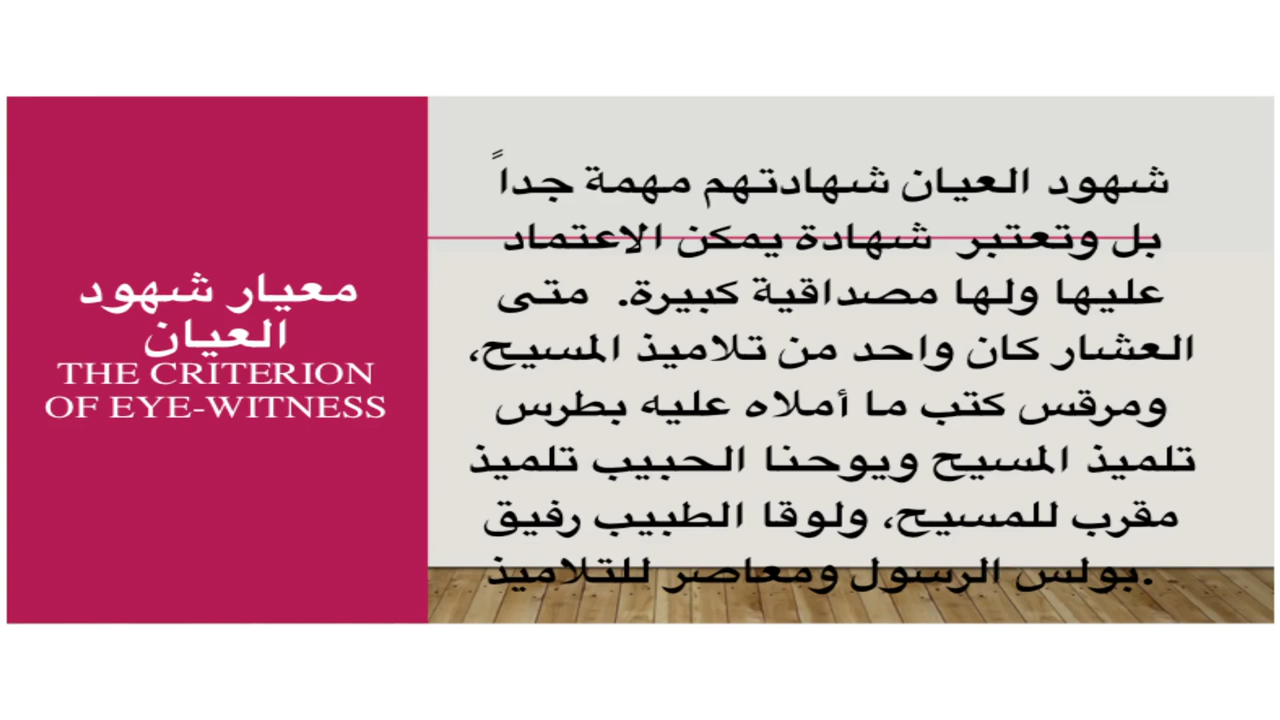 معيار شهود
العيان
THE CRITERION
OF EYE-WITNESS
شهود العيان شهادتهم مهمة جداً
بل وتعتبر شهادة يمكن الاعتماد
عليها ولها مصداقية كبيرة. متى
العشار كان واحد من تلاميذ المسيح،
ومرقس كتب ما أملاه عليه بطرس
تلميذ المسيح ويوحنا الحبيب تلميذ
مقرب للمسيح، ولوقا الطبيب رفيق
بولس الرسول ومعاصر للتلاميذ.